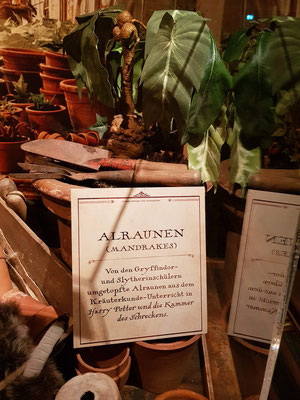 ALRAUNEN
(MANDRAKES)
Von den Gryffindor-
und Slytherinschülern
umgetopfte Alraunen aus dem
Kräuterkunde-Unterricht in
Harry Potter und die Kammer
des Schreckens.